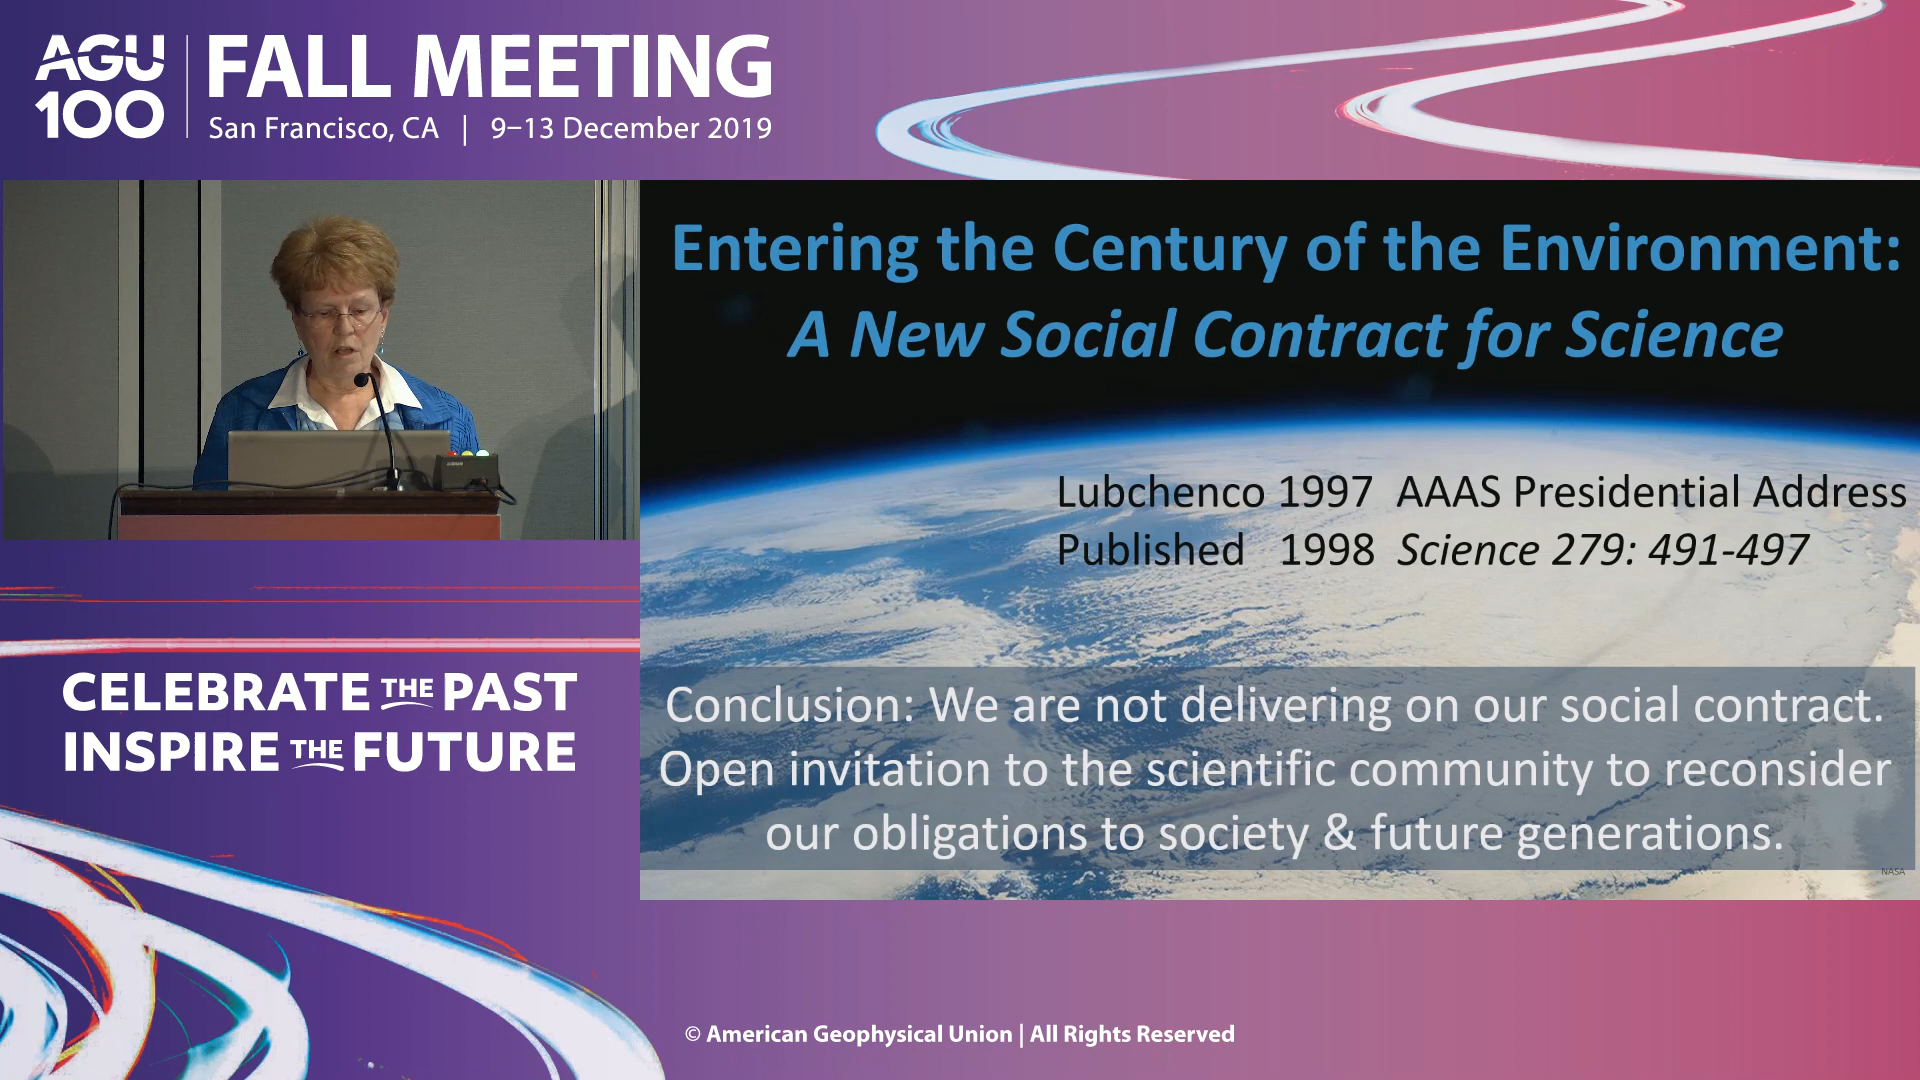 AGU
100
FALL MEETING
San Francisco, CA | 9–13 December 2019
Entering the Century of the Environment:
A New Social Contract for Science
Lubchenco 1997 AAAS Presidential Address
Published 1998 Science 279: 491-497
Conclusion: We are not delivering on our social contract.
Open invitation to the scientific community to reconsider
our obligations to society & future generations.
NASA
CELEBRATE THE PAST
INSPIRE THE FUTURE
© American Geophysical Union | All Rights Reserved